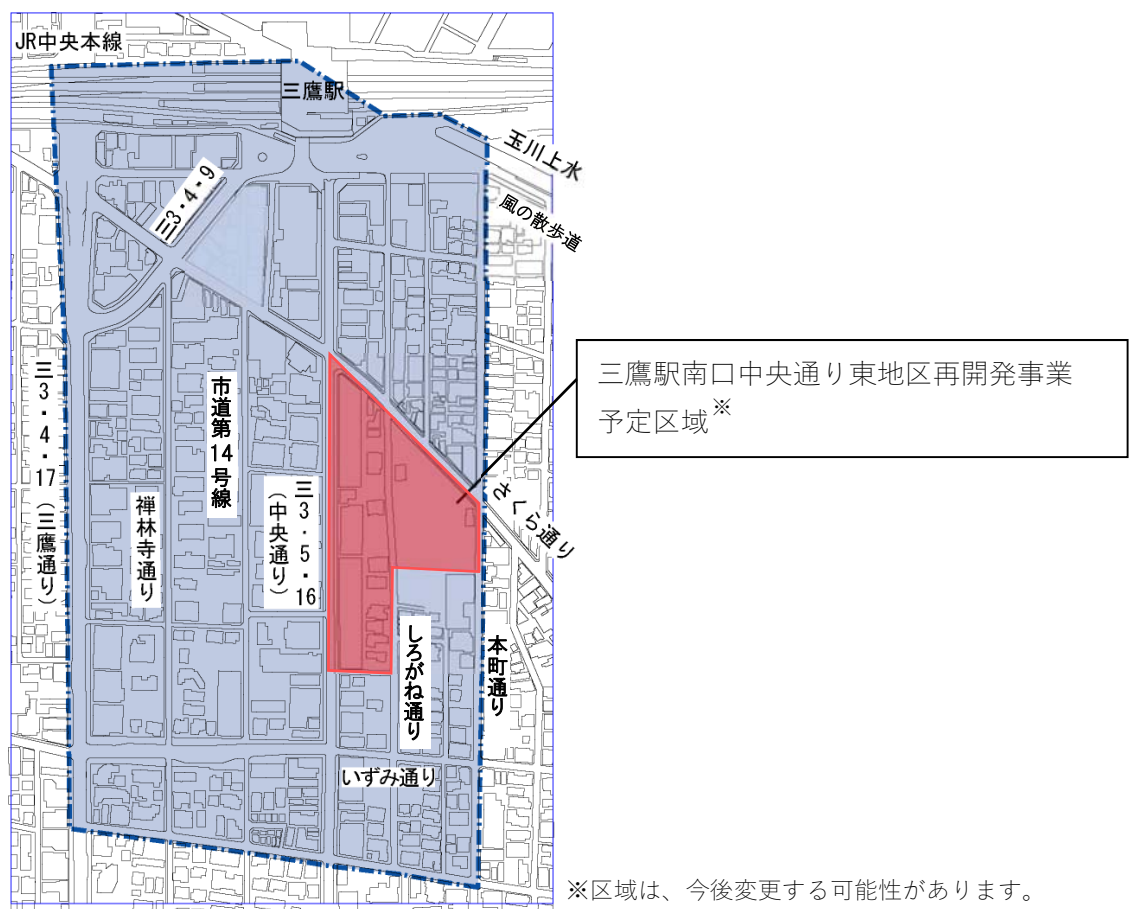 JR中央本線
三鷹駅
玉川上水
三3・4・9
風の散歩道
三鷹駅南口中央通り東地区再開発事業
予定区域※
三3・4・17(三鷹通り)
市道第14号線
禅林寺通り
三3・5・16
(中央通り)
さくら通り
しろがね通り
本町通り
いずみ通り
※区域は、今後変更する可能性があります。